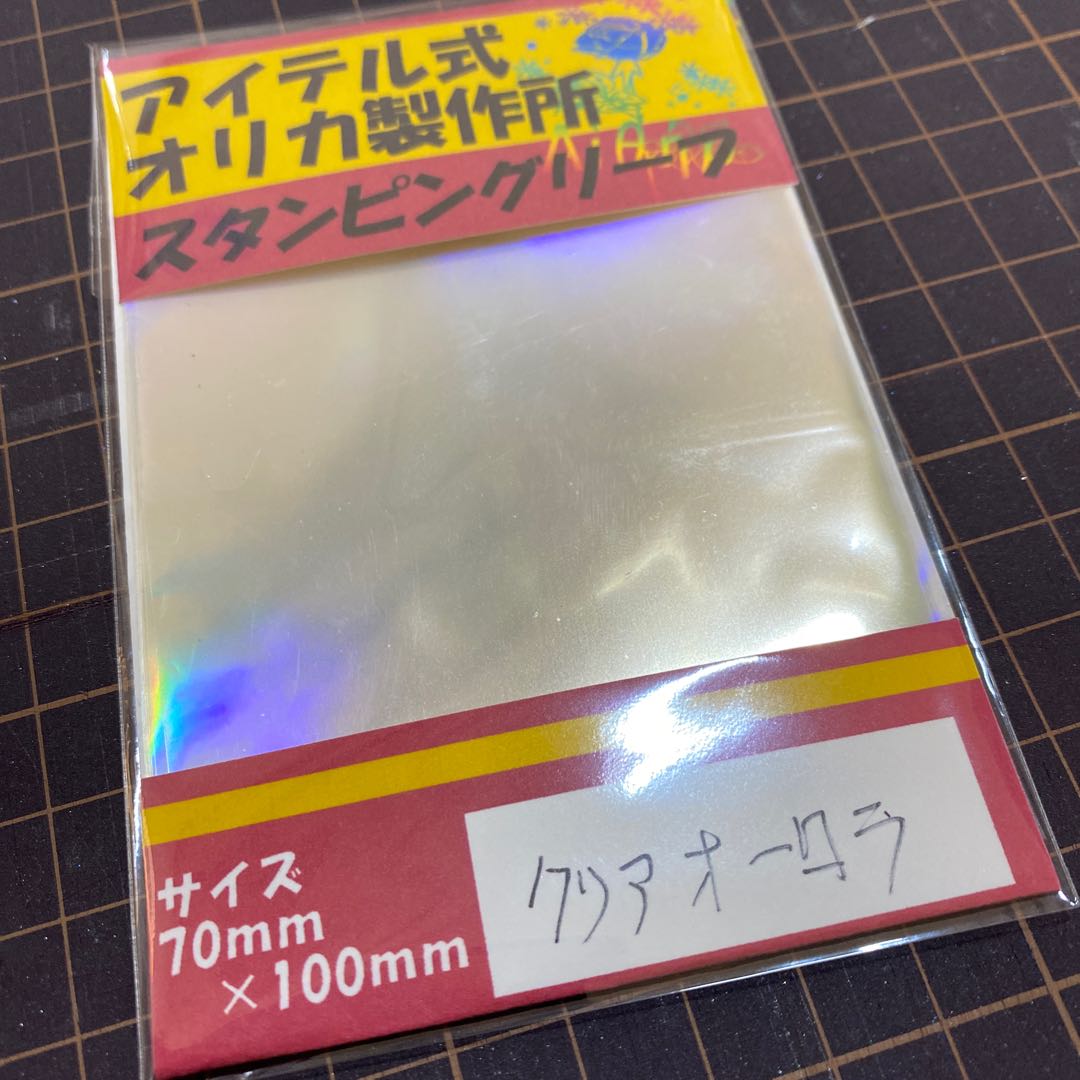 アイテル式
オリカ製作所
スタンピングリーフ
サイズ
70mm
×100mm
クリアオーロラ